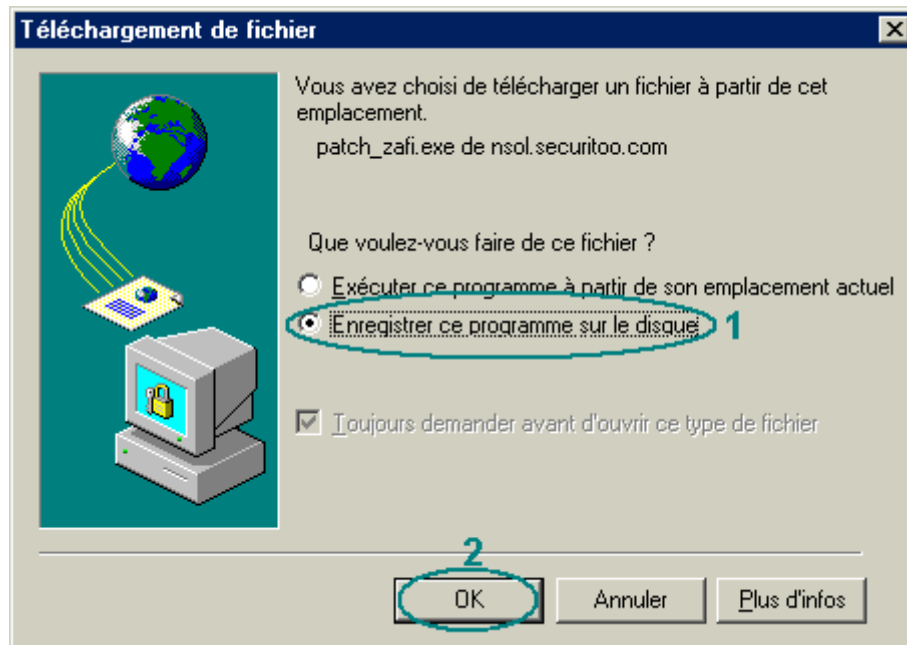 Téléchargement de fichier
Vous avez choisi de télécharger un fichier à partir de cet
emplacement.
patch_zafi.exe de nsol.securitoo.com
Que voulez-vous faire de ce fichier ?
Exécuter ce programme à partir de son emplacement actuel
Enregistrer ce programme sur le disque 1
Toujours demander avant d'ouvrir ce type de fichier
2
OK Annuler Plus d'infos